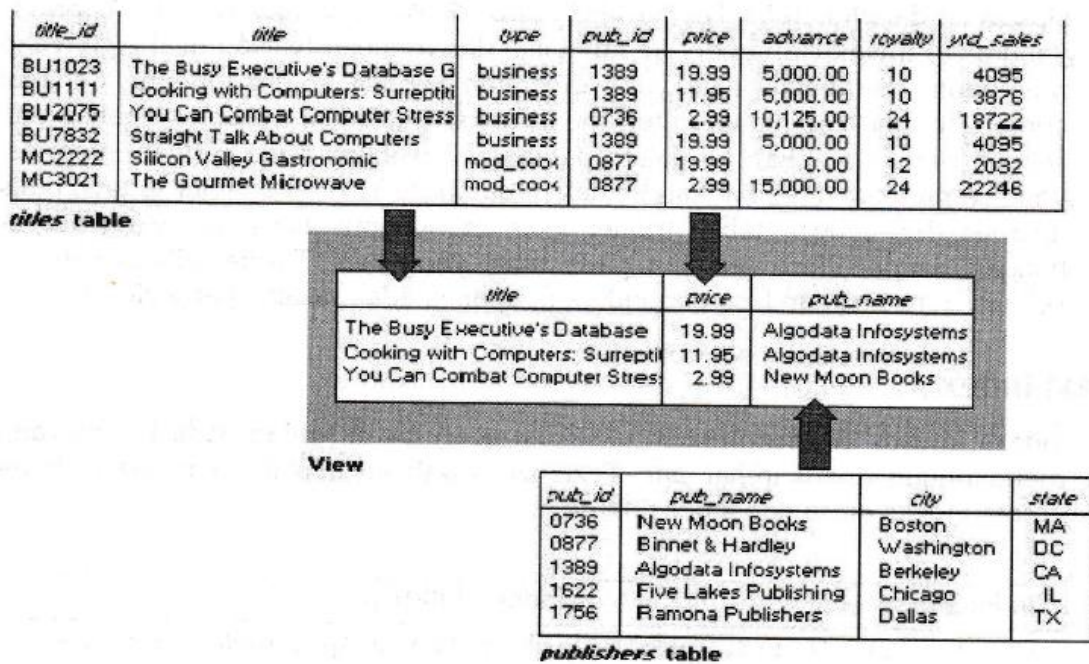 title_id title type pub_id price advance royalty ytd_sales
BU1023 The Busy Executive's Database G business 1389 19.99 5,000.00 10 4095
BU1111 Cooking with Computers: Surreptiti business 1389 11.95 5,000.00 10 3876
BU2075 You Can Combat Computer Stress business 0736 2.99 10,125.00 24 18722
BU7832 Straight Talk About Computers business 1389 19.99 5,000.00 10 4095
MC2222 Silicon Valley Gastronomic mod_cook 0877 19.99 0.00 12 2032
MC3021 The Gourmet Microwave mod_cook 0877 2.99 15,000.00 24 22246
titles table
title price pub_name
The Busy Executive's Database 19.99 Algodata Infosystems
Cooking with Computers: Surreptit 11.95 Algodata Infosystems
You Can Combat Computer Stres: 2.99 New Moon Books
View
pub_id pub_name city state
0736 New Moon Books Boston MA
0877 Binnet & Hardley Washington DC
1389 Algodata Infosystems Berkeley CA
1622 Five Lakes Publishing Chicago IL
1756 Ramona Publishers Dallas TX
publishers table